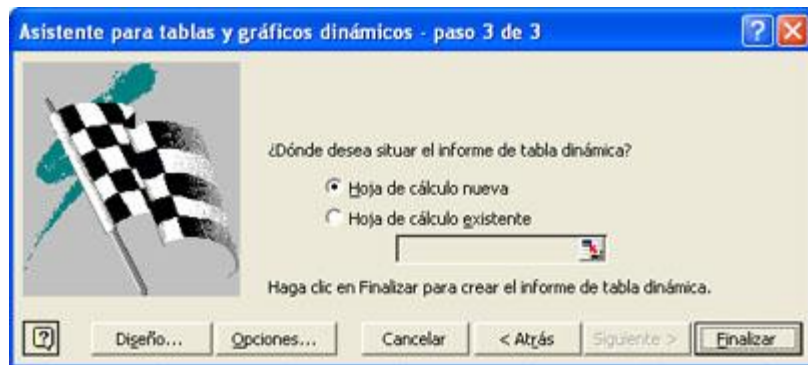 Asistente para tablas y gráficos dinámicos - paso 3 de 3
¿Dónde desea situar el informe de tabla dinámica?
Hoja de cálculo nueva
Hoja de cálculo existente
Haga clic en Finalizar para crear el informe de tabla dinámica.
Diseño... Opciones... Cancelar < Atrás Siguiente > Finalizar